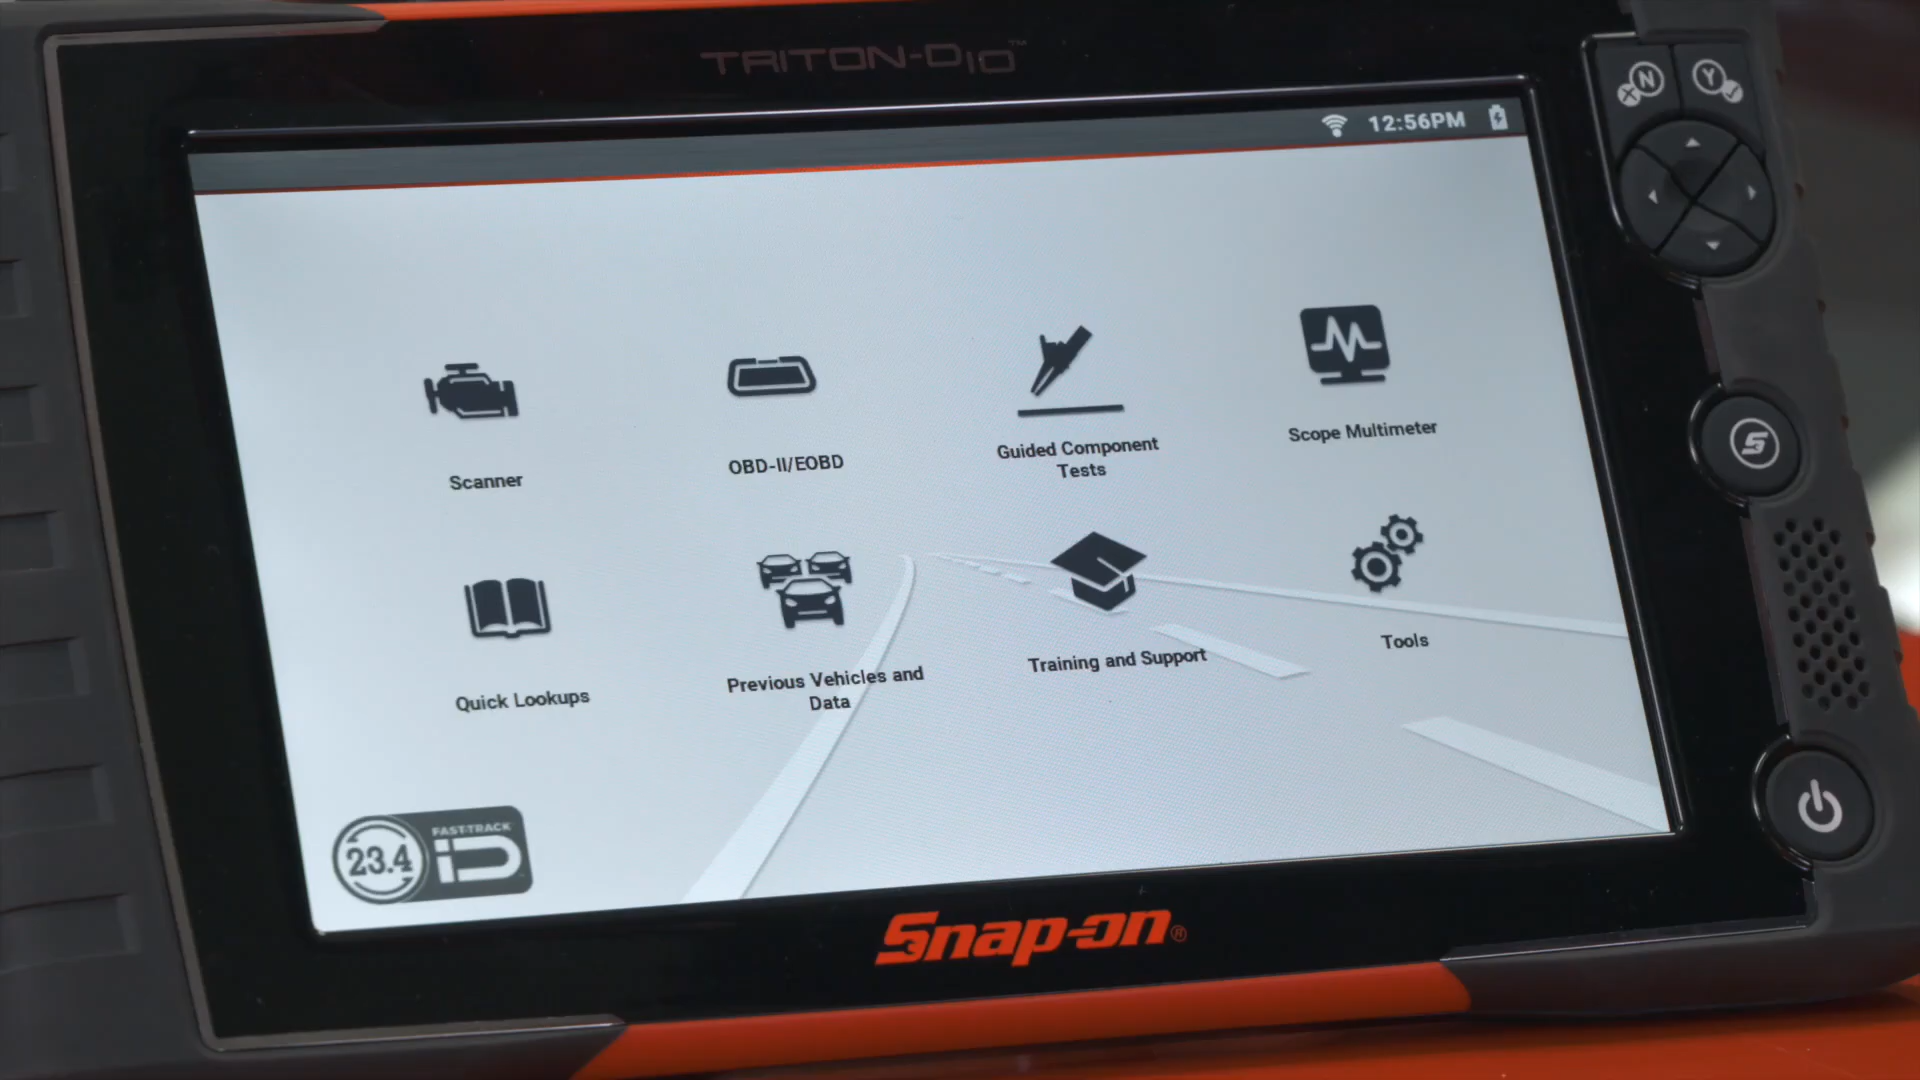 TRITON-D10™
12:56PM
N
Y
Scanner
OBD-II/EOBD
Guided Component
Tests
Scope Multimeter
Quick Lookups
Previous Vehicles and
Data
Training and Support
Tools
23.4
FAST-TRACK
iD
Snap-on®